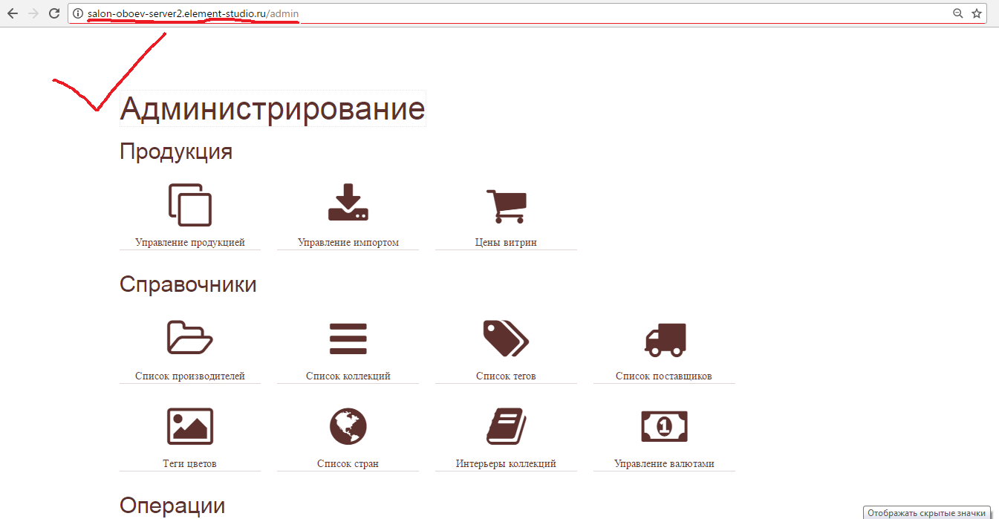 salon-oboev-server2.element-studio.ru/admin
Администрирование
Продукция
Управление продукцией
Управление импортом
Цены витрин
Справочники
Список производителей
Список коллекций
Список тегов
Список поставщиков
1
Теги цветов
Список стран
Интерьеры коллекций
Управление валютами
Операции
Отображать скрытые значки